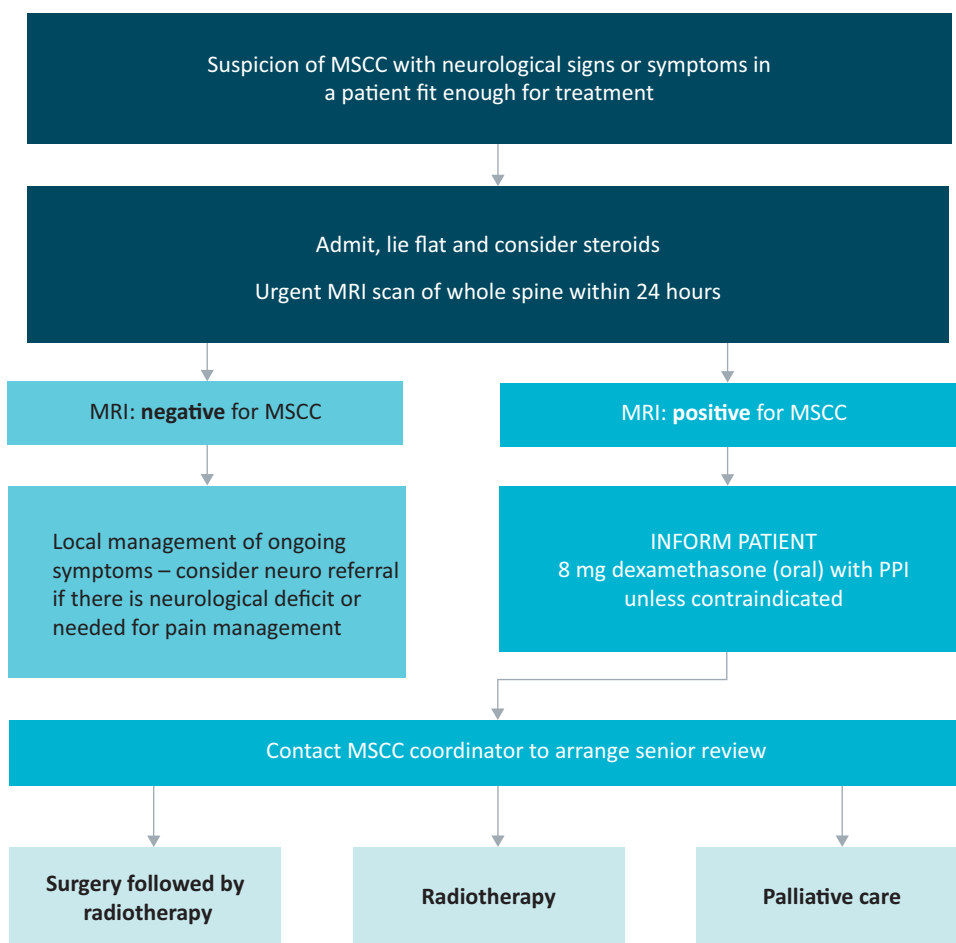 Suspicion of MSCC with neurological signs or symptoms in
a patient fit enough for treatment
Admit, lie flat and consider steroids
Urgent MRI scan of whole spine within 24 hours
MRI: negative for MSCC
MRI: positive for MSCC
Local management of ongoing
symptoms – consider neuro referral
if there is neurological deficit or
needed for pain management
INFORM PATIENT
8 mg dexamethasone (oral) with PPI
unless contraindicated
Contact MSCC coordinator to arrange senior review
Surgery followed by
radiotherapy
Radiotherapy
Palliative care